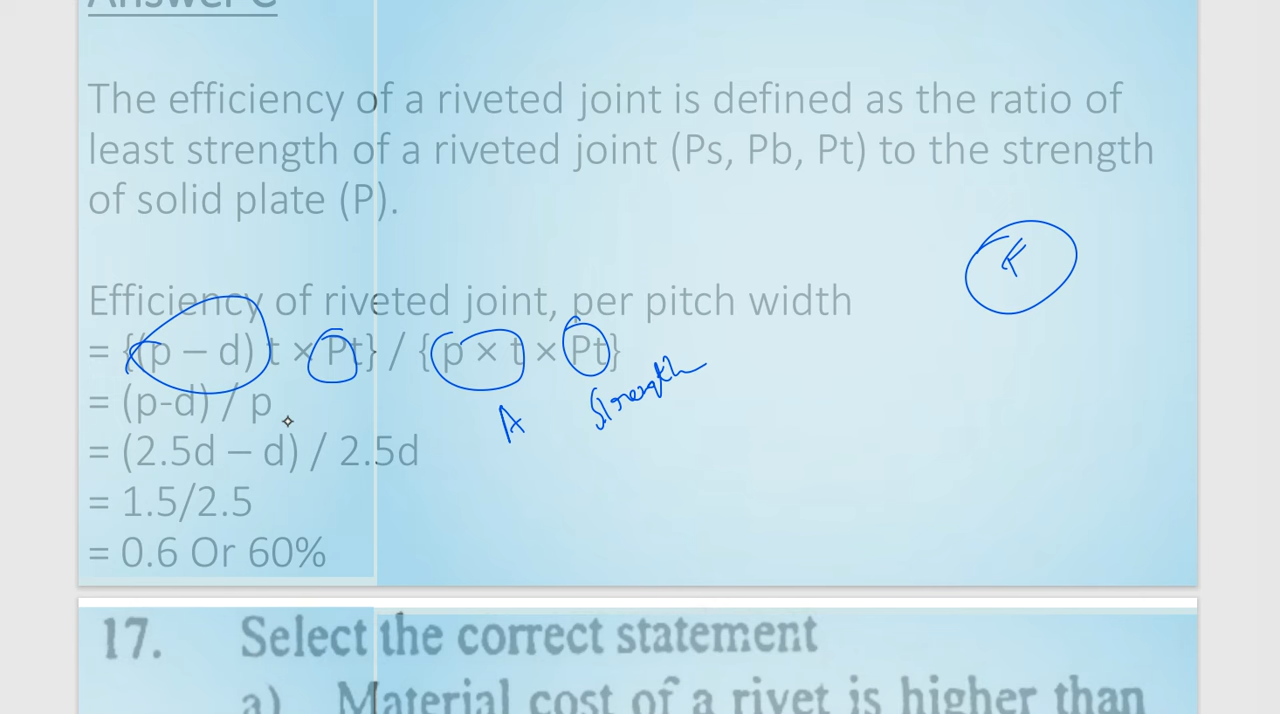 Answer C
The efficiency of a riveted joint is defined as the ratio of
least strength of a riveted joint (Ps, Pb, Pt) to the strength
of solid plate (P).
Efficiency of riveted joint, per pitch width
= {(p – d) t × Pt} / {p × t × Pt}
= (p-d) / p
A Strength
= (2.5d – d) / 2.5d
= 1.5/2.5
= 0.6 Or 60%
17. Select the correct statement
a) Material cost of a rivet is higher than